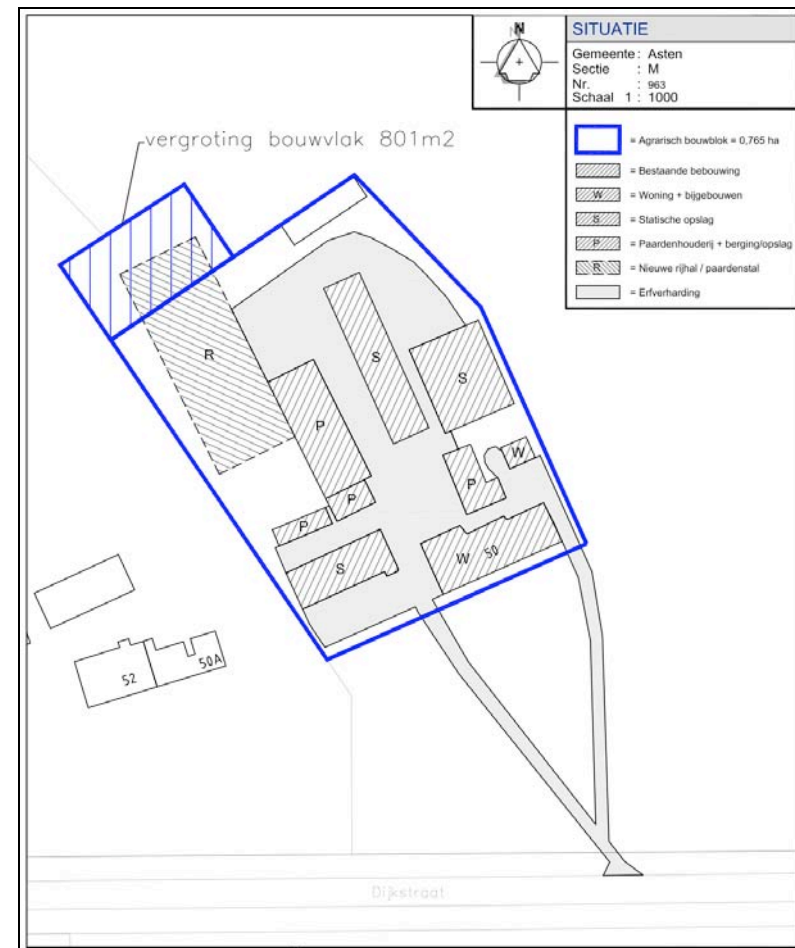 N
SITUATIE
Gemeente : Asten
Sectie : M
Nr. : 963
Schaal 1 : 1000
= Agrarisch bouwblok = 0,765 ha
= Bestaande bebouwing
W = Woning + bijgebouwen
S = Statische opslag
P = Paardenhouderij + berging/opslag
R = Nieuwe rijhal / paardenstal
= Erfverharding
vergroting bouwvlak 801m2
R
S
S
P
P
P
P
W
S
W 50
52
50A
Dijkstraat